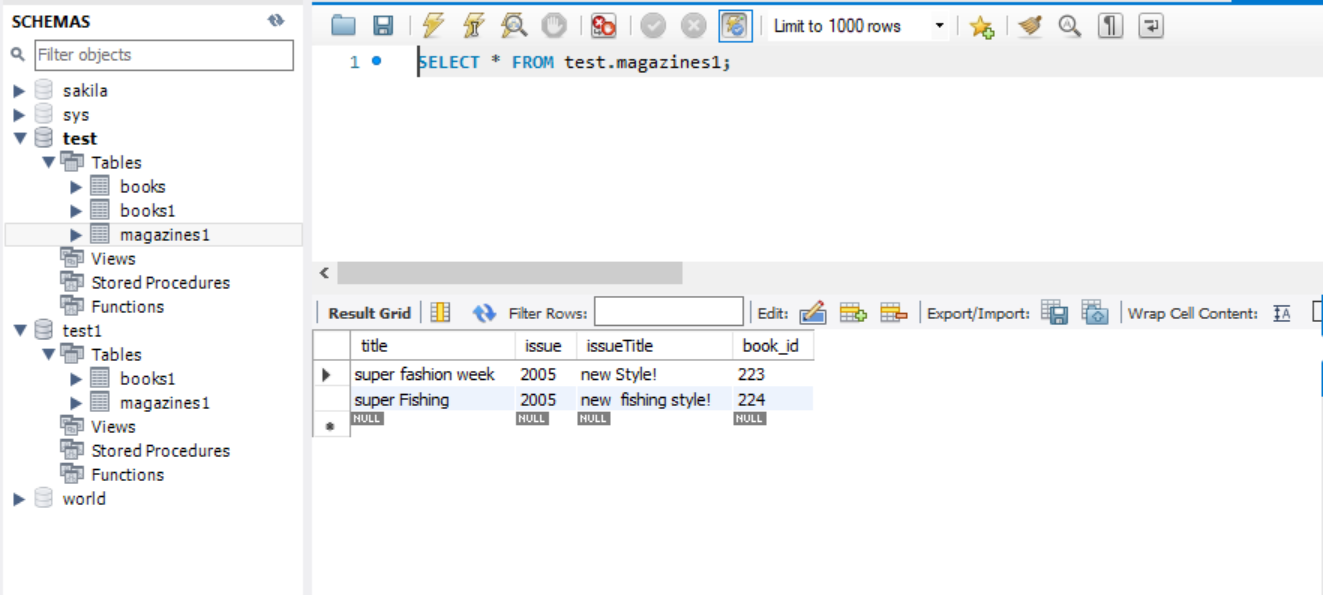 SCHEMAS
Filter objects
sakila
sys
test
Tables
books
books1
magazines1
Views
Stored Procedures
Functions
test1
Tables
books1
magazines1
Views
Stored Procedures
Functions
world
Limit to 1000 rows
1 SELECT * FROM test.magazines1;
Result Grid Filter Rows: Edit: Export/Import: Wrap Cell Content: IA
title issue issueTitle book_id
super fashion week 2005 new Style! 223
super Fishing 2005 new  fishing style! 224
NULL NULL NULL NULL